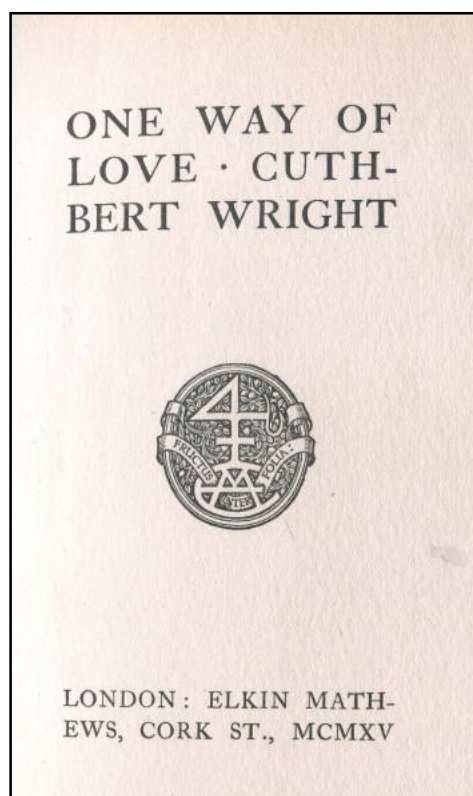 ONE WAY OF
LOVE · CUTH-
BERT WRIGHT
FRUCTUS INTER FOLIA:
LONDON: ELKIN MATH-
EWS, CORK ST., MCMXV